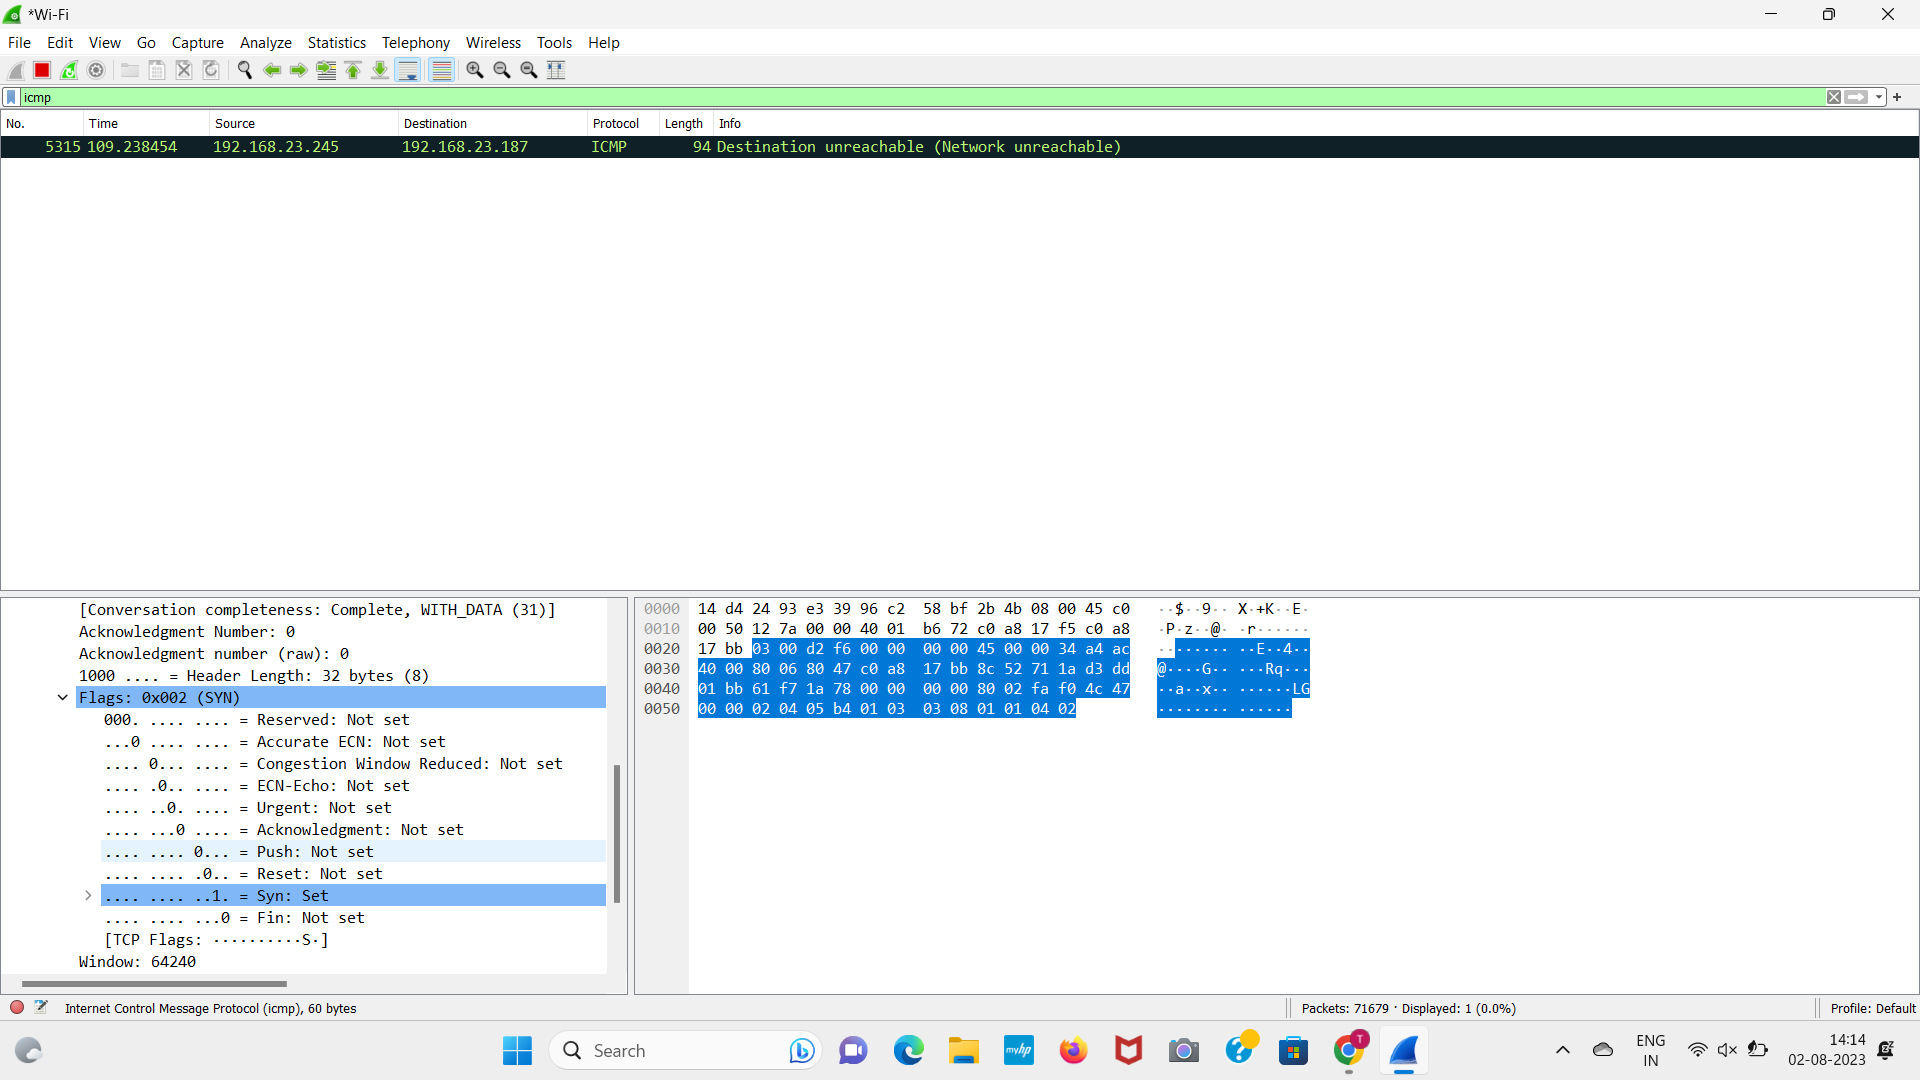 *Wi-Fi
File Edit View Go Capture Analyze Statistics Telephony Wireless Tools Help
icmp
No. Time Source Destination Protocol Length Info
5315 109.238454 192.168.23.245 192.168.23.187 ICMP 94 Destination unreachable (Network unreachable)
[Conversation completeness: Complete, WITH_DATA (31)]
Acknowledgment Number: 0
Acknowledgment number (raw): 0
1000 .... = Header Length: 32 bytes (8)
Flags: 0x002 (SYN)
000. .... .... = Reserved: Not set
...0 .... .... = Accurate ECN: Not set
.... 0... .... = Congestion Window Reduced: Not set
.... .0.. .... = ECN-Echo: Not set
.... ..0. .... = Urgent: Not set
.... ...0 .... = Acknowledgment: Not set
.... .... 0... = Push: Not set
.... .... .0.. = Reset: Not set
.... .... ..1. = Syn: Set
.... .... ...0 = Fin: Not set
[TCP Flags: ··········S·]
Window: 64240
0000 14 d4 24 93 e3 39 96 c2 58 bf 2b 4b 08 00 45 c0 ··$··9·· X·+K··E·
0010 00 50 12 7a 00 00 40 01 b6 72 c0 a8 17 f5 c0 a8 ·P·z··@· ·r······
0020 17 bb 03 00 d2 f6 00 00 00 00 45 00 00 34 a4 ac ········ ··E··4··
0030 40 00 80 06 80 47 c0 a8 17 bb 8c 52 71 1a d3 dd @····G·· ···Rq···
0040 01 bb 61 f7 1a 78 00 00 00 00 80 02 fa f0 4c 47 ··a··x·· ······LG
0050 00 00 02 04 05 b4 01 03 03 08 01 01 04 02 ········ ······
Internet Control Message Protocol (icmp), 60 bytes
Packets: 71679 · Displayed: 1 (0.0%)
Profile: Default
Search
myhp
T
ENG
IN
14:14
02-08-2023